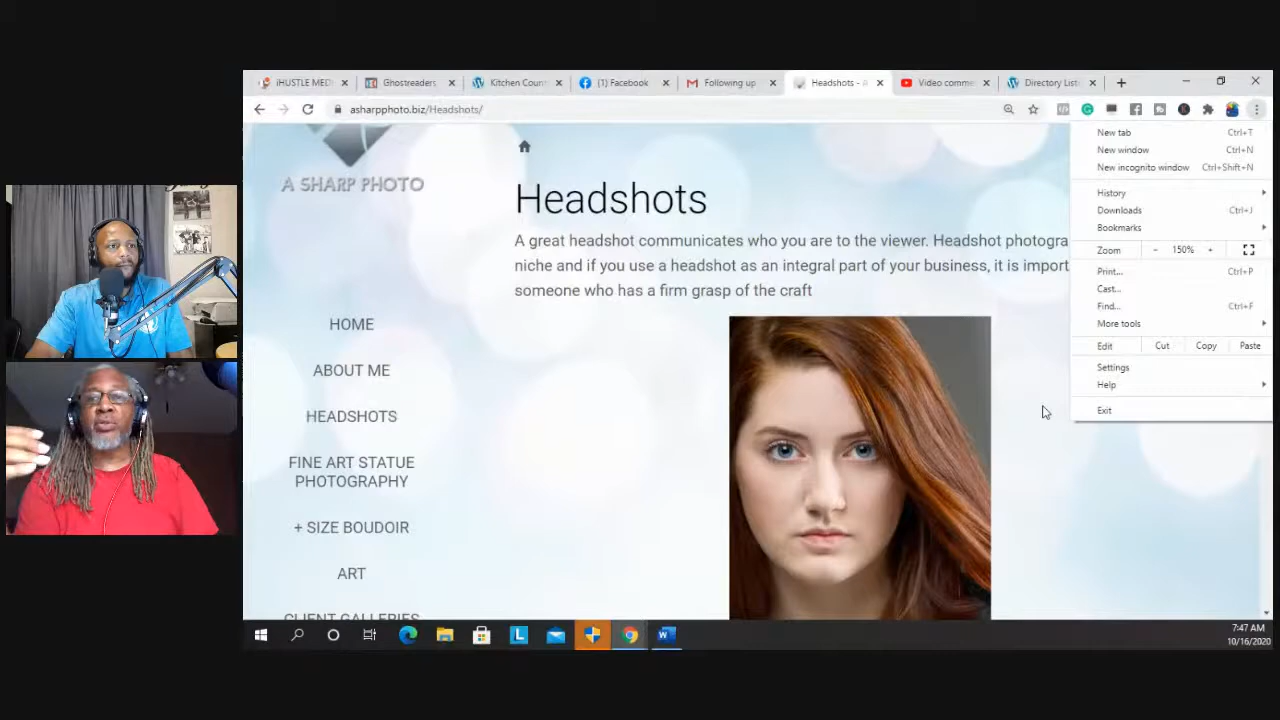 iHUSTLE MEDI
Ghostreaders
Kitchen Count
(1) Facebook
Following up
Headshots - A
Video comme
Directory List
asharpphoto.biz/Headshots/
A SHARP PHOTO
HOME
ABOUT ME
HEADSHOTS
FINE ART STATUE
PHOTOGRAPHY
+ SIZE BOUDOIR
ART
CLIENT GALLERIES
Headshots
A great headshot communicates who you are to the viewer. Headshot photogra
niche and if you use a headshot as an integral part of your business, it is import
someone who has a firm grasp of the craft
New tab Ctrl+T
New window Ctrl+N
New incognito window Ctrl+Shift+N
History
Downloads Ctrl+J
Bookmarks
Zoom - 150% +
Print... Ctrl+P
Cast...
Find... Ctrl+F
More tools
Edit Cut Copy Paste
Settings
Help
Exit
7:47 AM
10/16/2020